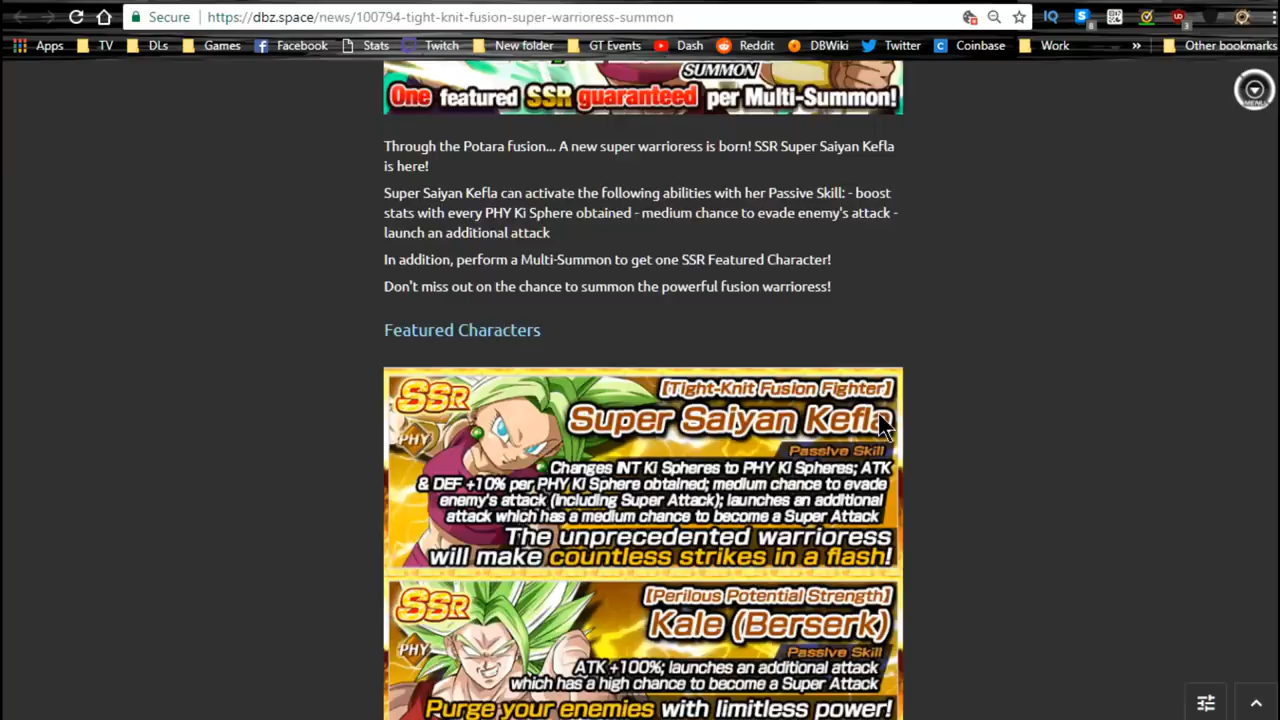 Secure
https://dbz.space/news/100794-tight-knit-fusion-super-warrioress-summon
IQ
8
3
Apps
TV
DLs
Games
Facebook
Stats
Twitch
New folder
GT Events
Dash
Reddit
DBWiki
Twitter
Coinbase
Work
»
Other bookmarks
SUMMON
One featured SSR guaranteed per Multi-Summon!
MENU
Through the Potara fusion... A new super warrioress is born! SSR Super Saiyan Kefla
is here!
Super Saiyan Kefla can activate the following abilities with her Passive Skill: - boost
stats with every PHY Ki Sphere obtained - medium chance to evade enemy's attack -
launch an additional attack
In addition, perform a Multi-Summon to get one SSR Featured Character!
Don't miss out on the chance to summon the powerful fusion warrioress!
Featured Characters
SSR
PHY
[Tight-Knit Fusion Fighter]
Super Saiyan Kefla
Passive Skill
Changes INT Ki Spheres to PHY Ki Spheres; ATK
& DEF +10% per PHY Ki Sphere obtained; medium chance to evade
enemy's attack (including Super Attack); launches an additional
attack which has a medium chance to become a Super Attack
The unprecedented warrioress
will make countless strikes in a flash!
SSR
PHY
[Perilous Potential Strength]
Kale (Berserk)
Passive Skill
ATK +100%; launches an additional attack
which has a high chance to become a Super Attack
Purge your enemies with limitless power!